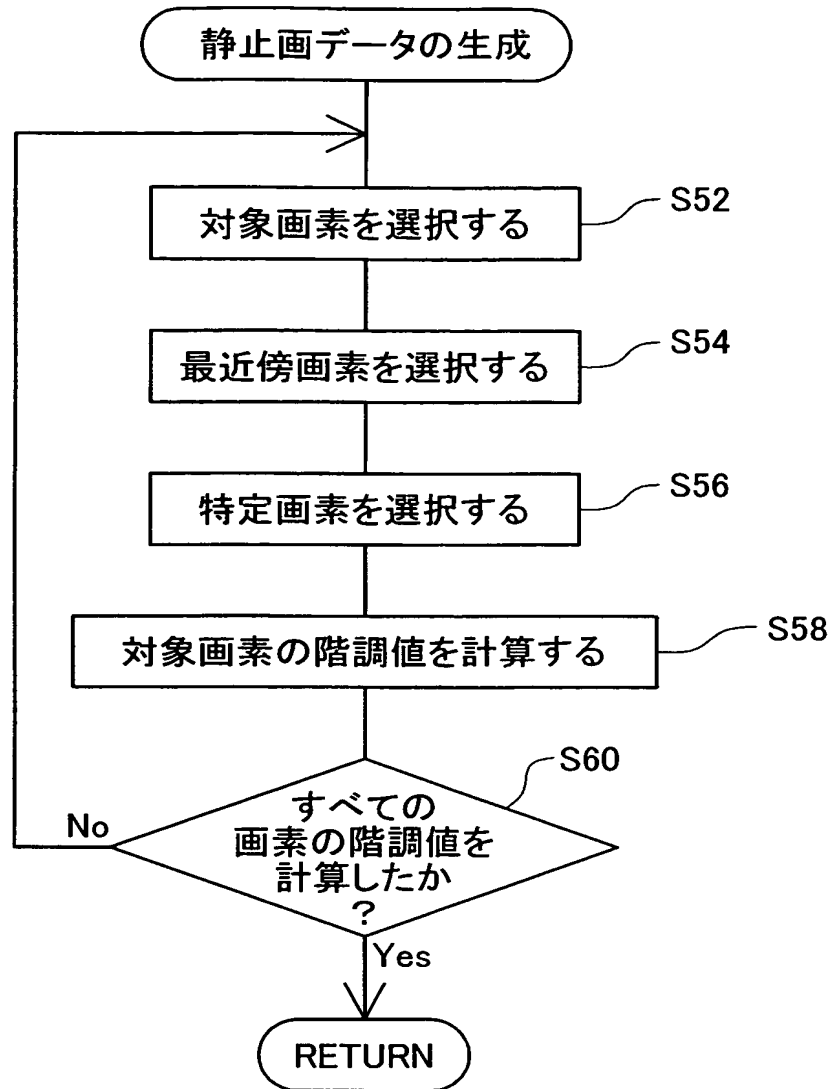 静止画データの生成
対象画素を選択する
S52
最近傍画素を選択する
S54
特定画素を選択する
S56
対象画素の階調値を計算する
S58
すべての
画素の階調値を
計算したか
?
S60
No
Yes
RETURN